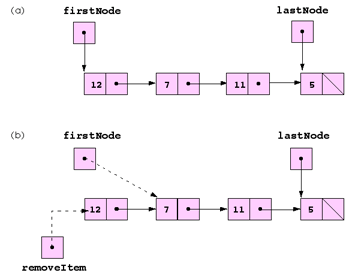 (a) firstNode lastNode
12 7 11 5
(b) firstNode lastNode
12 7 11 5
removeItem